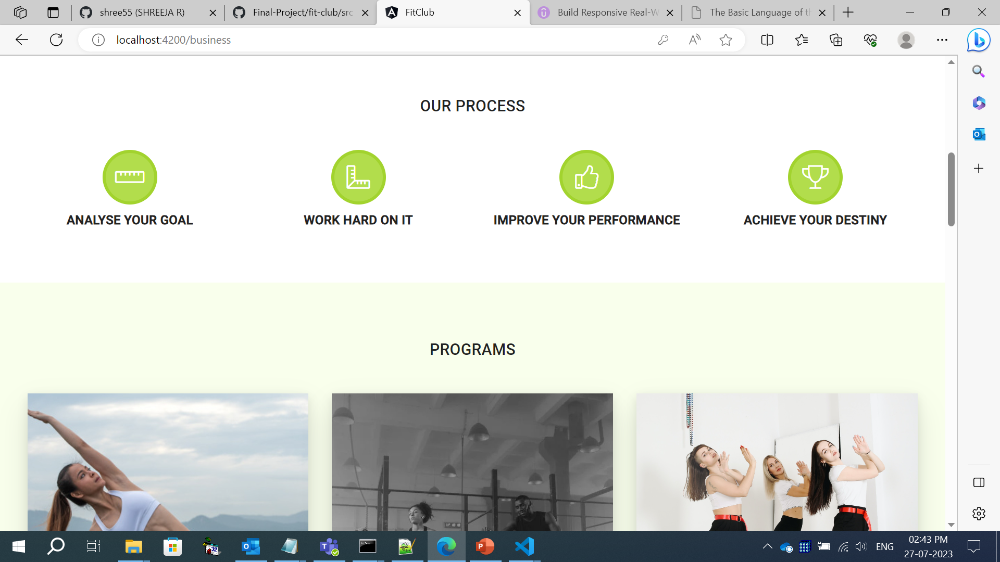 shree55 (SHREEJA R)
Final-Project/fit-club/src
FitClub
Build Responsive Real-W
The Basic Language of th
localhost:4200/business
OUR PROCESS
ANALYSE YOUR GOAL
WORK HARD ON IT
IMPROVE YOUR PERFORMANCE
ACHIEVE YOUR DESTINY
PROGRAMS
ENG
02:43 PM
27-07-2023